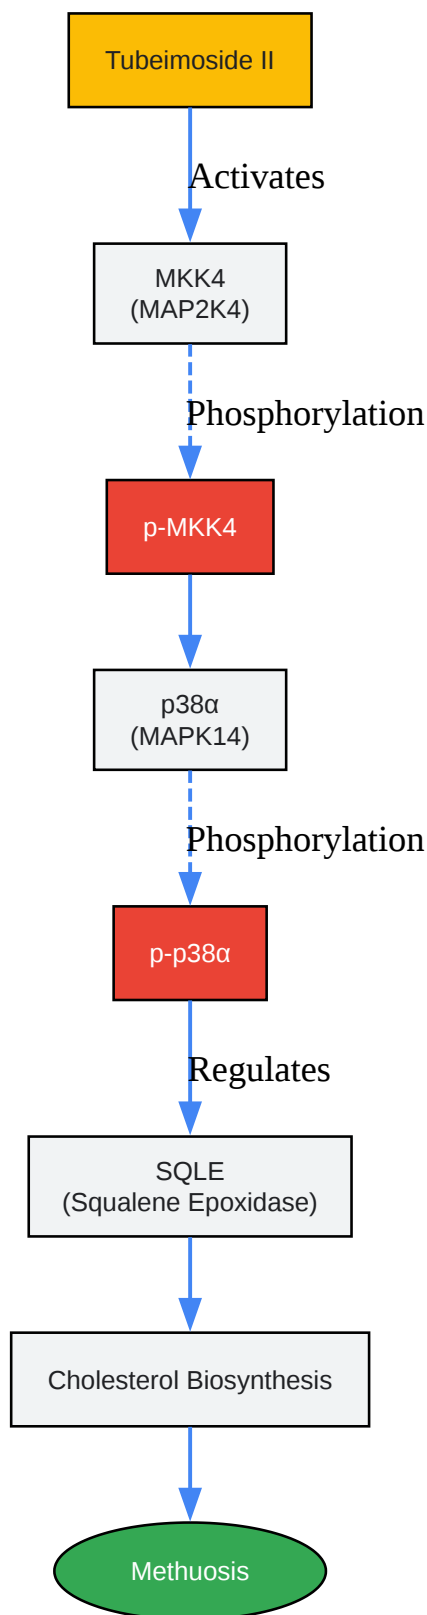 Tubeimoside II
Activates
MKK4
(MAP2K4)
Phosphorylation
p-MKK4
p38α
(MAPK14)
Phosphorylation
p-p38α
Regulates
SQLE
(Squalene Epoxidase)
Cholesterol Biosynthesis
Methuosis